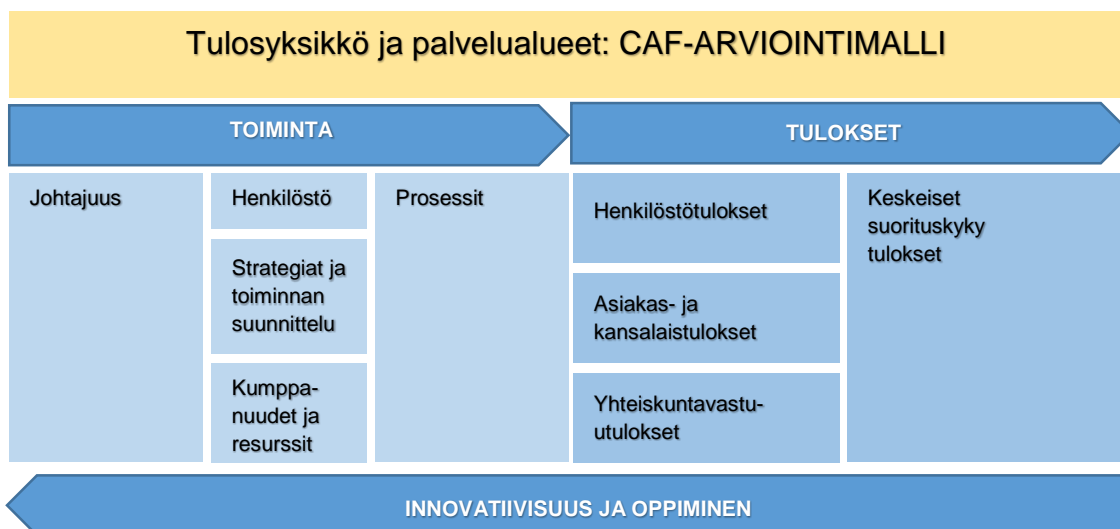 Tulosyksikkö ja palvelualueet: CAF-ARVIOINTIMALLI
TOIMINTA
TULOKSET
Johtajuus
Henkilöstö
Strategiat ja
toiminnan
suunnittelu
Kumppa-
nuudet ja
resurssit
Prosessit
Henkilöstötulokset
Asiakas- ja
kansalaistulokset
Yhteiskuntavastu-
utulokset
Keskeiset
suorituskyky
tulokset
INNOVATIIVISUUS JA OPPIMINEN